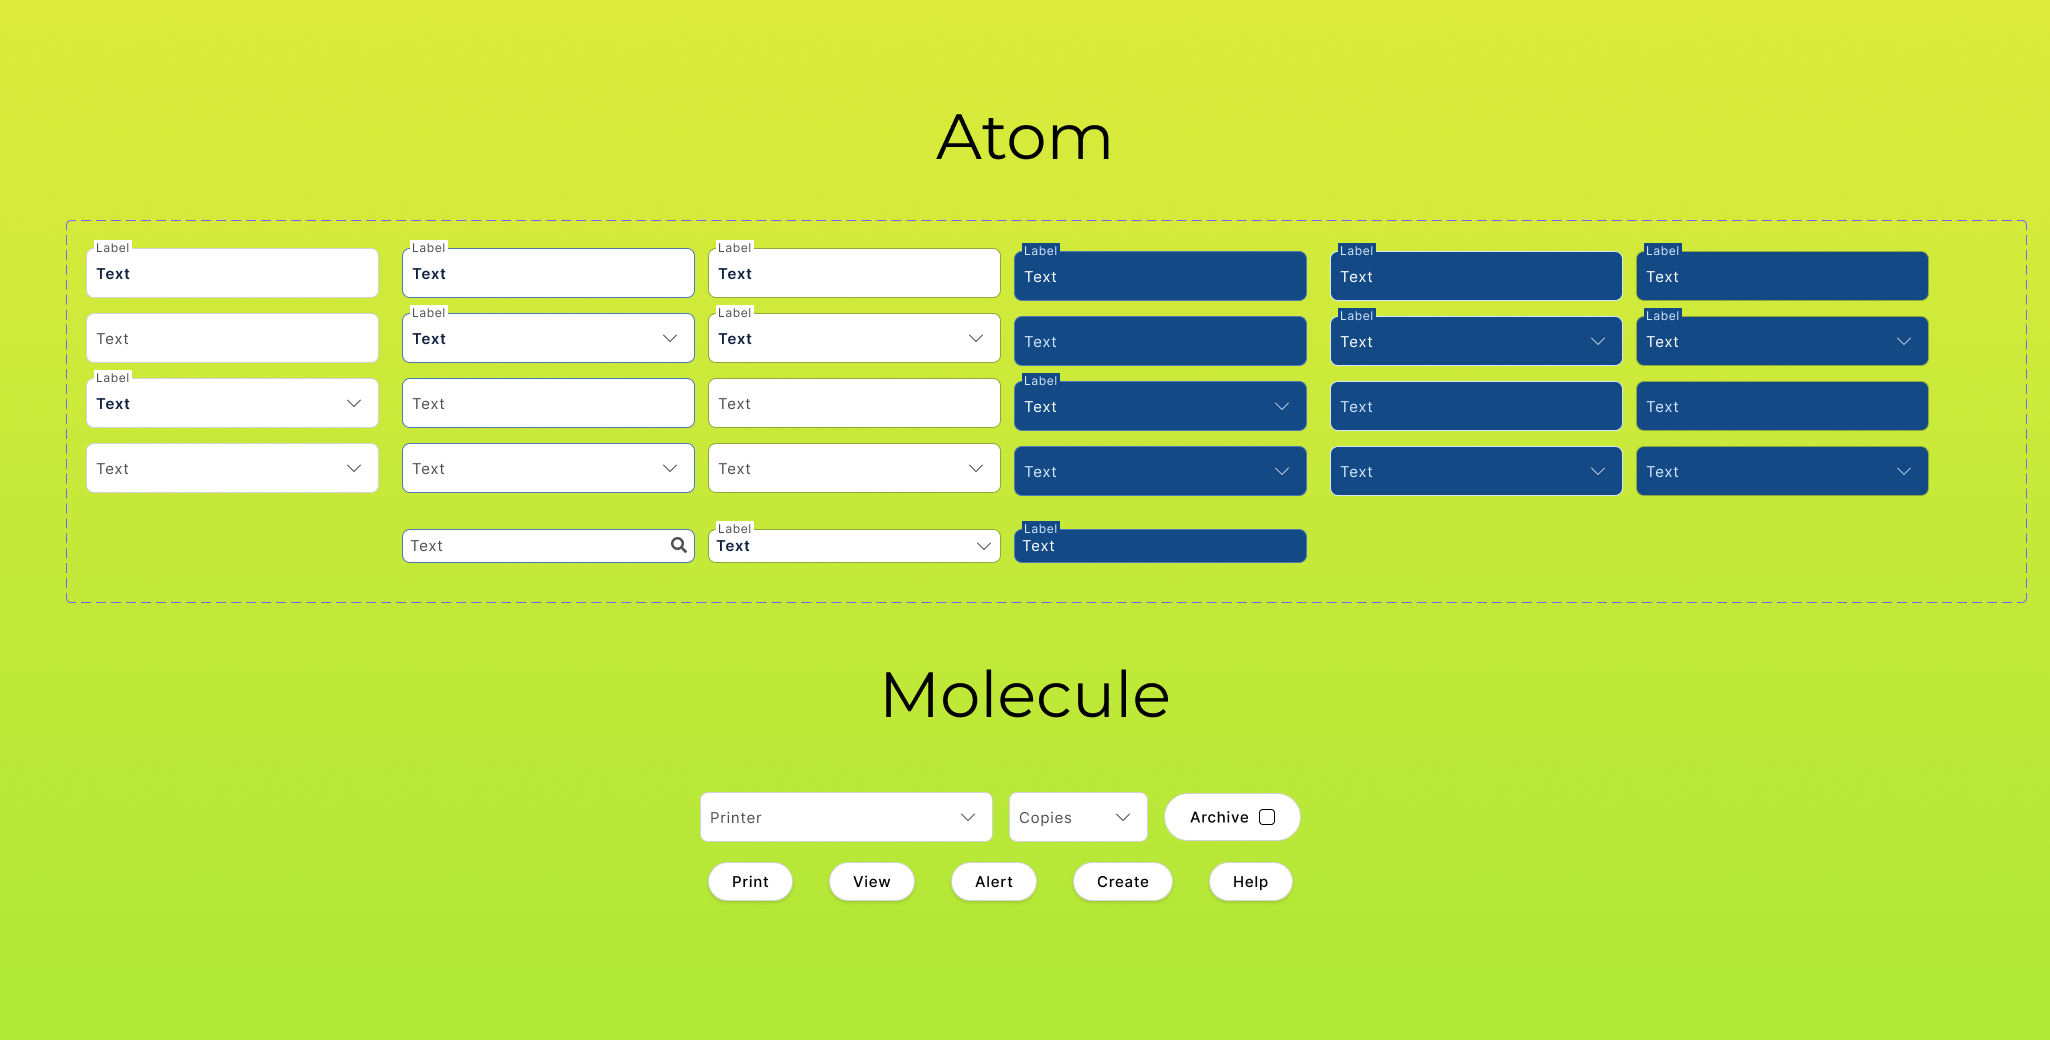 Atom
Label Label Label Label Label Label
Text Text Text Text Text Text
Label Label Label Label
Text Text Text Text Text Text
Label Label
Text Text Text Text Text Text
Text Text Text Text Text Text
Label Label
Text Text Text
Molecule
Printer Copies Archive
Print View Alert Create Help